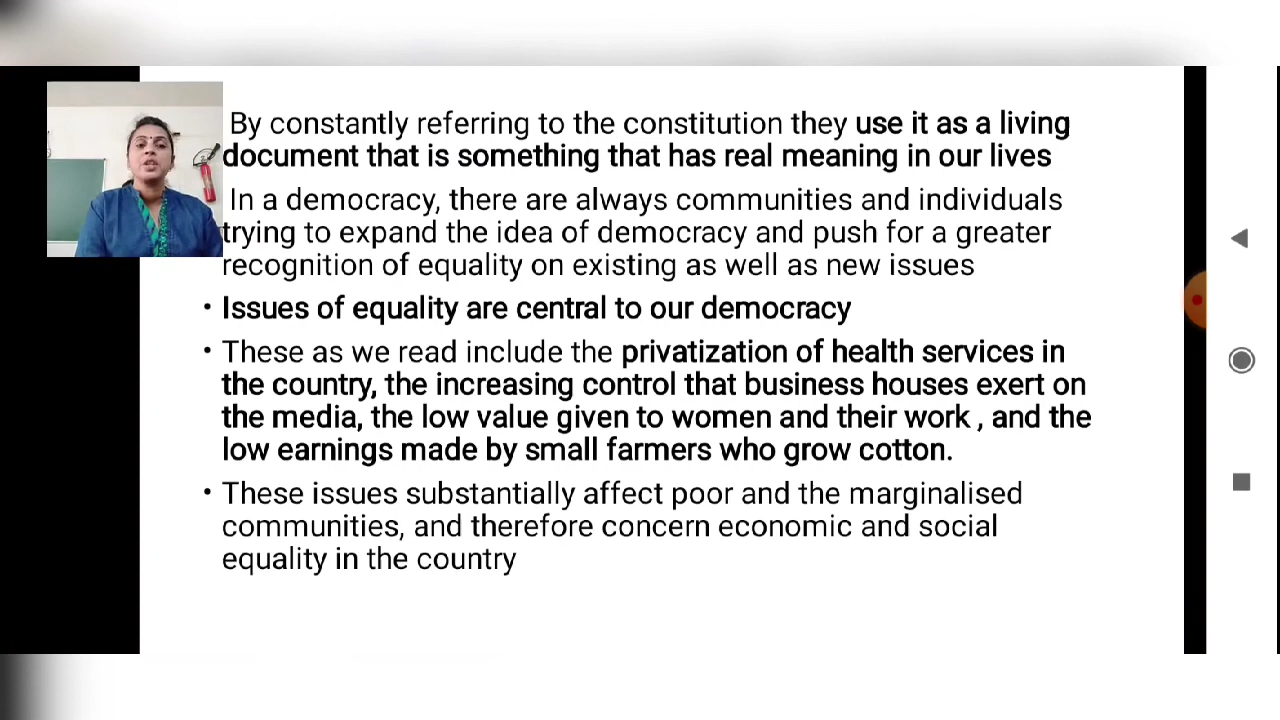 By constantly referring to the constitution they use it as a living
document that is something that has real meaning in our lives
In a democracy, there are always communities and individuals
trying to expand the idea of democracy and push for a greater
recognition of equality on existing as well as new issues
• Issues of equality are central to our democracy
• These as we read include the privatization of health services in
the country, the increasing control that business houses exert on
the media, the low value given to women and their work , and the
low earnings made by small farmers who grow cotton.
• These issues substantially affect poor and the marginalised
communities, and therefore concern economic and social
equality in the country